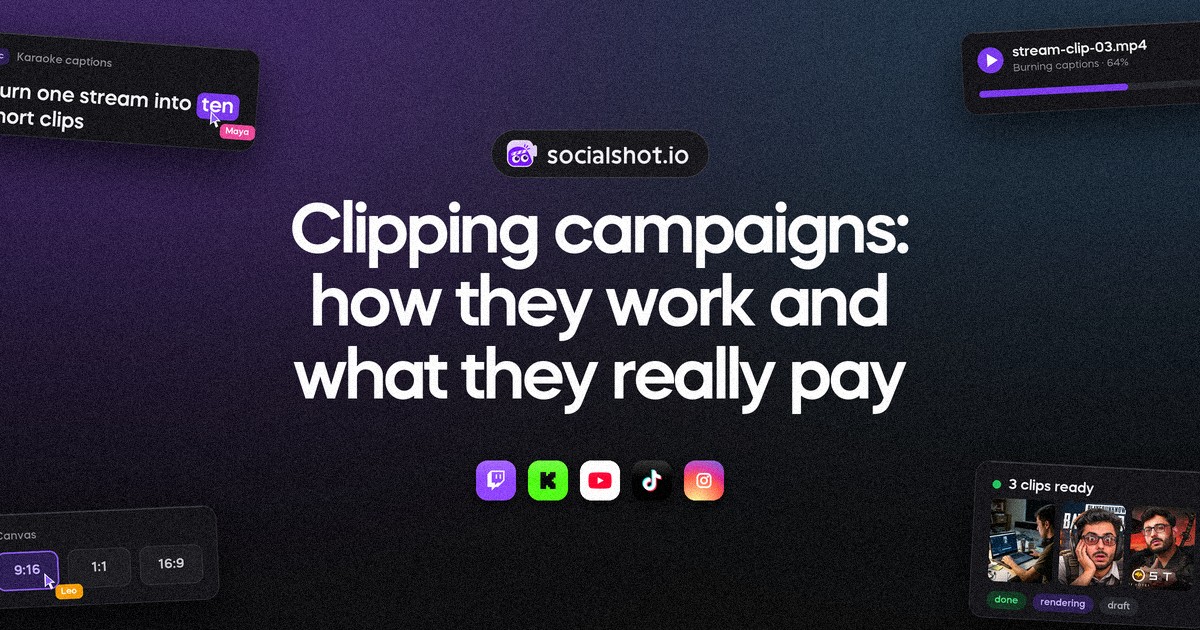 Karaoke captions
urn one stream into ten
hort clips
Maya
stream-clip-03.mp4
Burning captions · 64%
socialshot.io
Clipping campaigns:
how they work and
what they really pay
Canvas
9:16
1:1
16:9
Leo
3 clips ready
done
rendering
draft